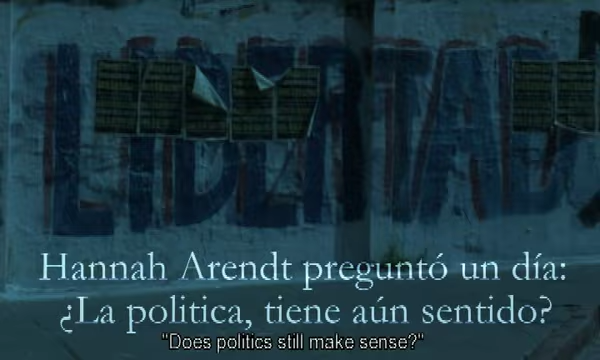 LIBERTAD
Hannah Arendt preguntó un día:
¿La politica, tiene aún sentido?
"Does politics still make sense?"